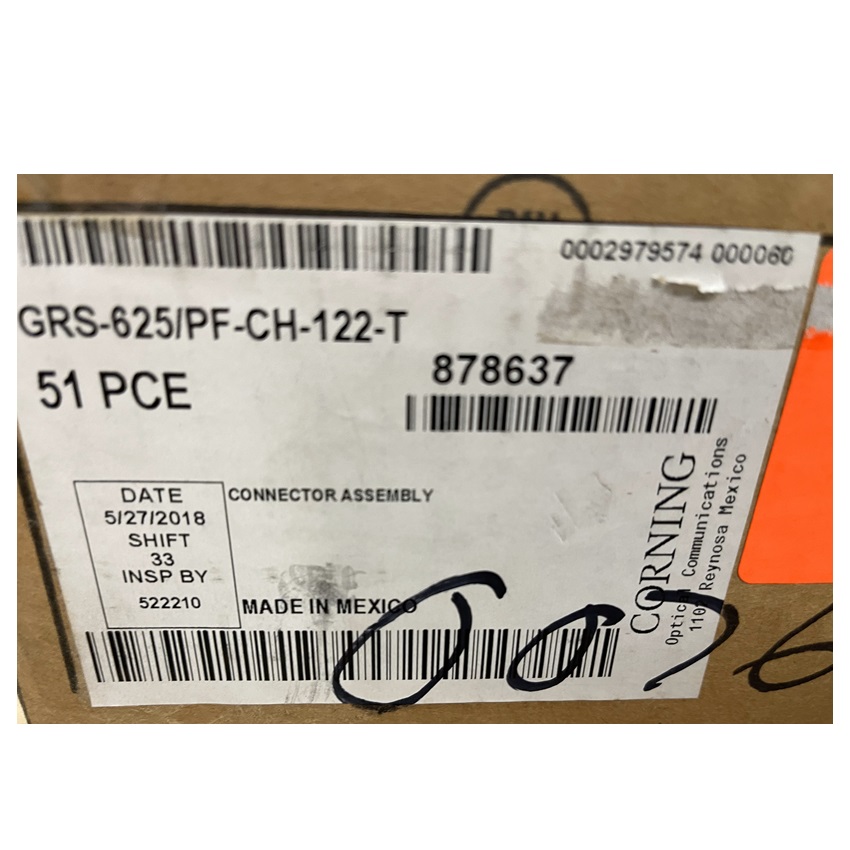 0002979574 000060
GRS-625/PF-CH-122-T
878637
51 PCE
DATE
5/27/2018
SHIFT
33
INSP BY
522210
CONNECTOR ASSEMBLY
MADE IN MEXICO
CORNING
Optical Communications
Reynosa Mexico